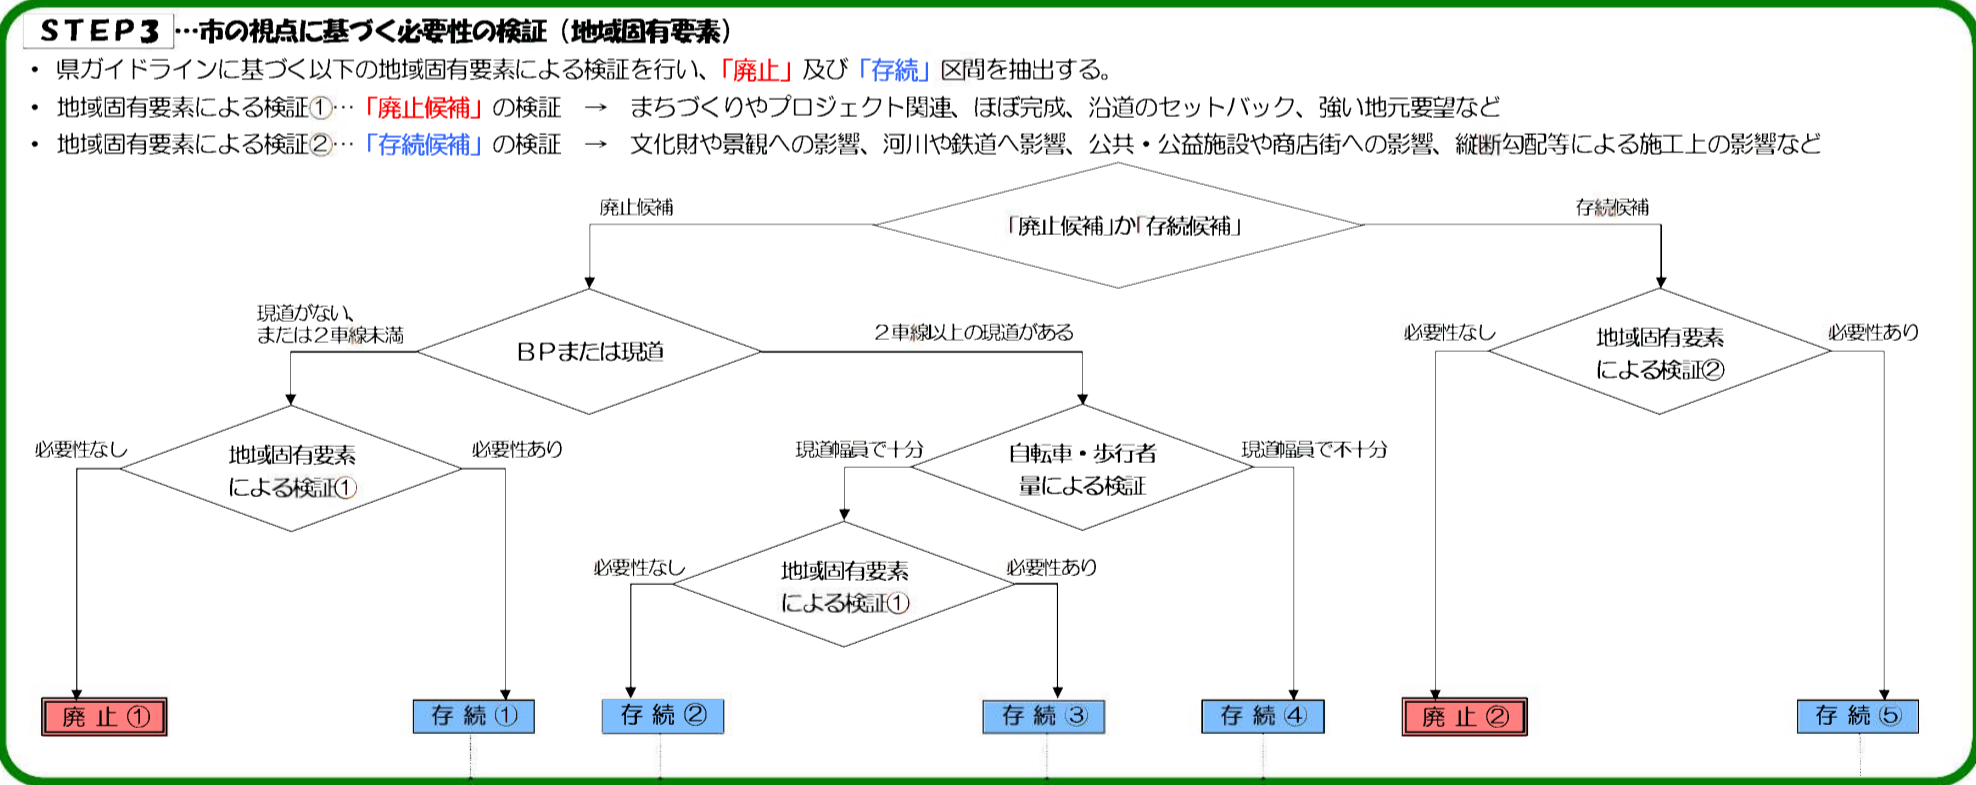 STEP3 …市の視点に基づく必要性の検証（地域固有要素）
・ 県ガイドラインに基づく以下の地域固有要素による検証を行い、「廃止」及び「存続」区間を抽出する。
・ 地域固有要素による検証①…「廃止候補」の検証 → まちづくりやプロジェクト関連、ほぼ完成、沿道のセットバック、強い地元要望など
・ 地域固有要素による検証②…「存続候補」の検証 → 文化財や景観への影響、河川や鉄道へ影響、公共・公益施設や商店街への影響、縦断勾配等による施工上の影響など
廃止候補
「廃止候補」か「存続候補」
存続候補
現道がない、
または２車線未満
ＢＰまたは現道
２車線以上の現道がある
必要性なし
地域固有要素
による検証②
必要性あり
必要性なし
地域固有要素
による検証①
必要性あり
現道幅員で十分
自転車・歩行者
量による検証
現道幅員で不十分
必要性なし
地域固有要素
による検証①
必要性あり
廃 止 ①
存 続 ①
存 続 ②
存 続 ③
存 続 ④
廃 止 ②
存 続 ⑤